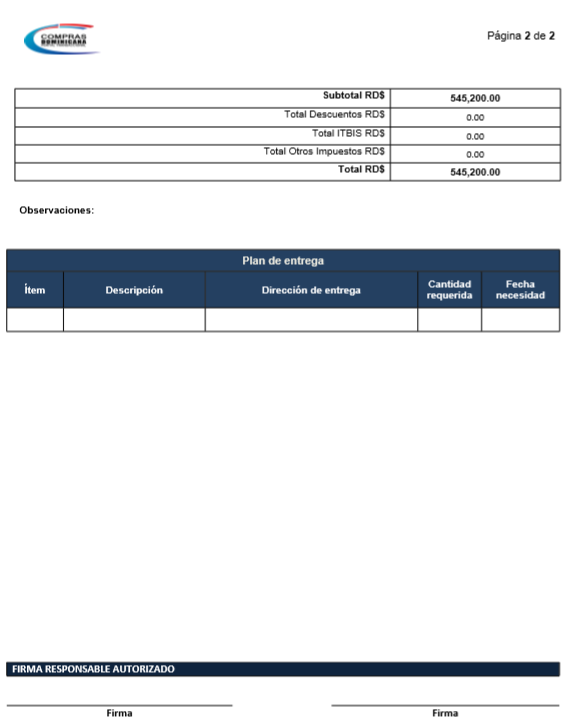 COMPRAS
DOMINICANA
Página 2 de 2
Subtotal RD$ 545,200.00
Total Descuentos RD$ 0.00
Total ITBIS RD$ 0.00
Total Otros Impuestos RD$ 0.00
Total RD$ 545,200.00
Observaciones:
Plan de entrega
Ítem Descripción Dirección de entrega Cantidad requerida Fecha necesidad
FIRMA RESPONSABLE AUTORIZADO
Firma Firma